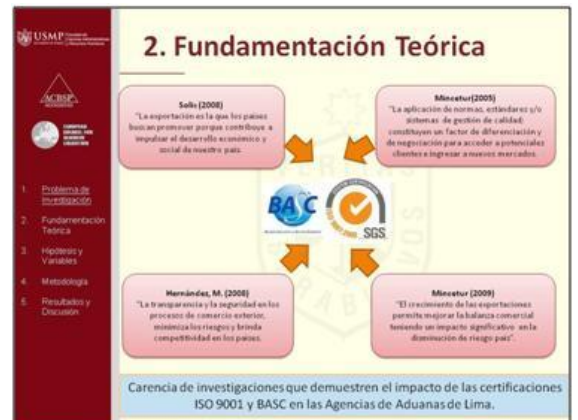 USMP
2. Fundamentación Teórica
ACBSP
Solis (2008)
"La exportación es la que los países
buscan promover porque contribuye a
impulsar el desarrollo económico y
social de nuestro país.
Mincetur(2005)
"La aplicación de normas, estándares y/o
sistemas de gestión de calidad;
constituyen un factor de diferenciación y
de negociación para acceder a potenciales
clientes e ingresar a nuevos mercados.
1. Problema de
Investigación
2. Fundamentación
Teórica
3. Hipótesis y
Variables
4. Metodología
5. Resultados y
Discusión
BASC
SGS
Hernández, M. (2008)
"La transparencia y la seguridad en los
procesos de comercio exterior,
minimiza los riesgos y brinda
competitividad en los países.
Mincetur (2009)
"El crecimiento de las exportaciones
permite mejorar la balanza comercial
teniendo un impacto significativo en la
disminución de riesgo país".
Carencia de investigaciones que demuestren el impacto de las certificaciones
ISO 9001 y BASC en las Agencias de Aduanas de Lima.